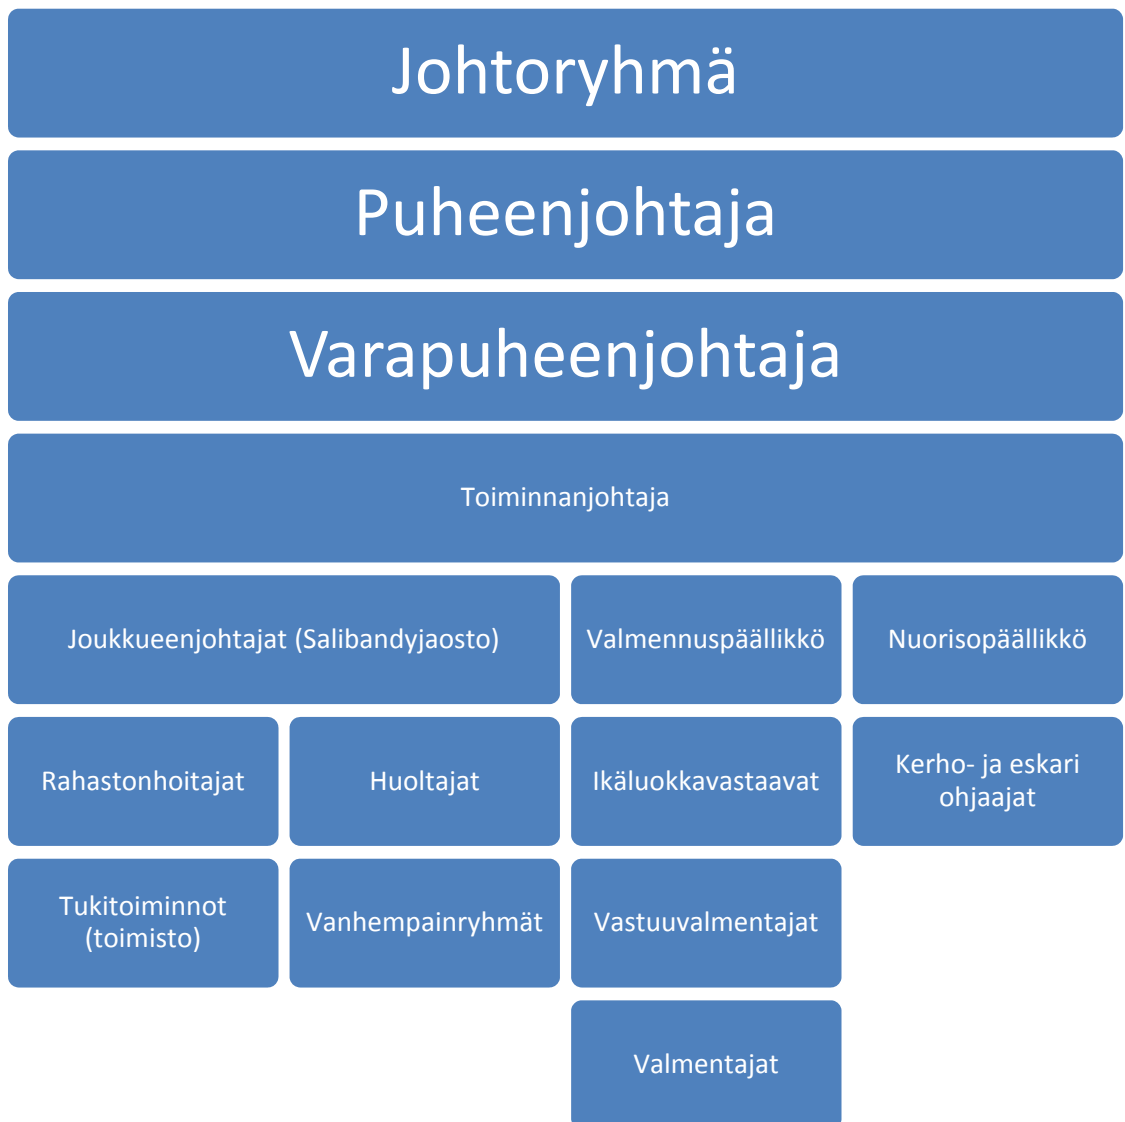 Johtoryhmä
Puheenjohtaja
Varapuheenjohtaja
Toiminnanjohtaja
Joukkueenjohtajat (Salibandyjaosto)
Valmennuspäällikkö
Nuorisopäällikkö
Rahastonhoitajat
Huoltajat
Ikäluokkavastaavat
Kerho- ja eskari
ohjaajat
Tukitoiminnot
(toimisto)
Vanhempainryhmät
Vastuuvalmentajat
Valmentajat